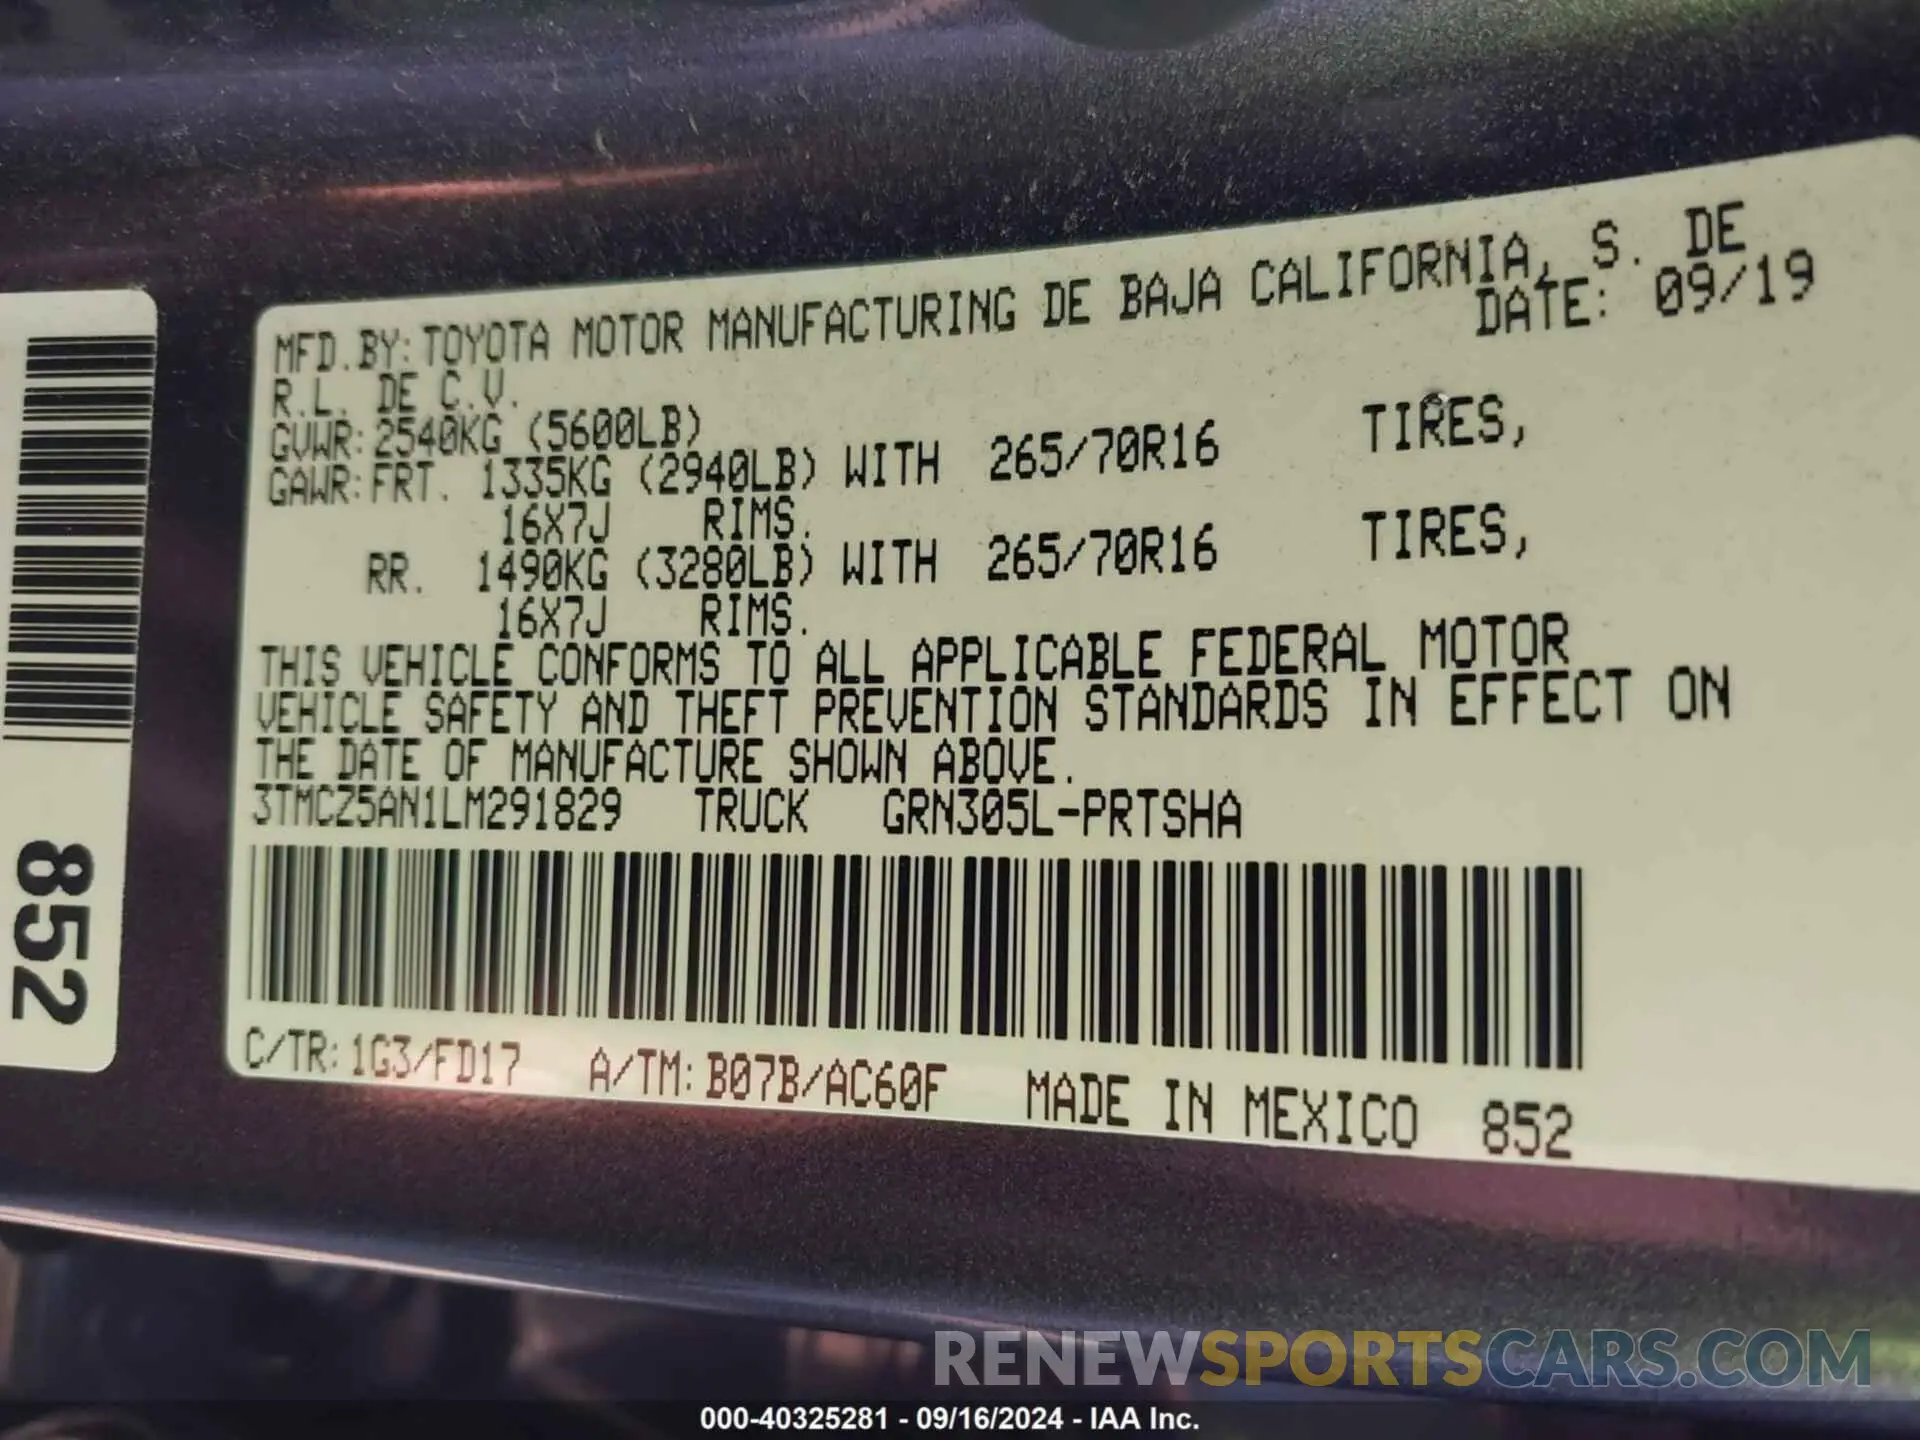 MFD.BY:TOYOTA MOTOR MANUFACTURING DE BAJA CALIFORNIA, S. DE
R.L. DE C.V. DATE: 09/19
GVWR:2540KG (5600LB)
GAWR:FRT. 1335KG (2940LB) WITH 265/70R16 TIRES,
16X7J RIMS.
RR. 1490KG (3280LB) WITH 265/70R16 TIRES,
16X7J RIMS.
THIS VEHICLE CONFORMS TO ALL APPLICABLE FEDERAL MOTOR
VEHICLE SAFETY AND THEFT PREVENTION STANDARDS IN EFFECT ON
THE DATE OF MANUFACTURE SHOWN ABOVE.
3TMCZ5AN1LM291829 TRUCK GRN305L-PRTSHA
C/TR:1G3/FD17 A/TM:B07B/AC60F MADE IN MEXICO 852
852
RENEWSPORTSCARS.COM
000-40325281 - 09/16/2024 - IAA Inc.